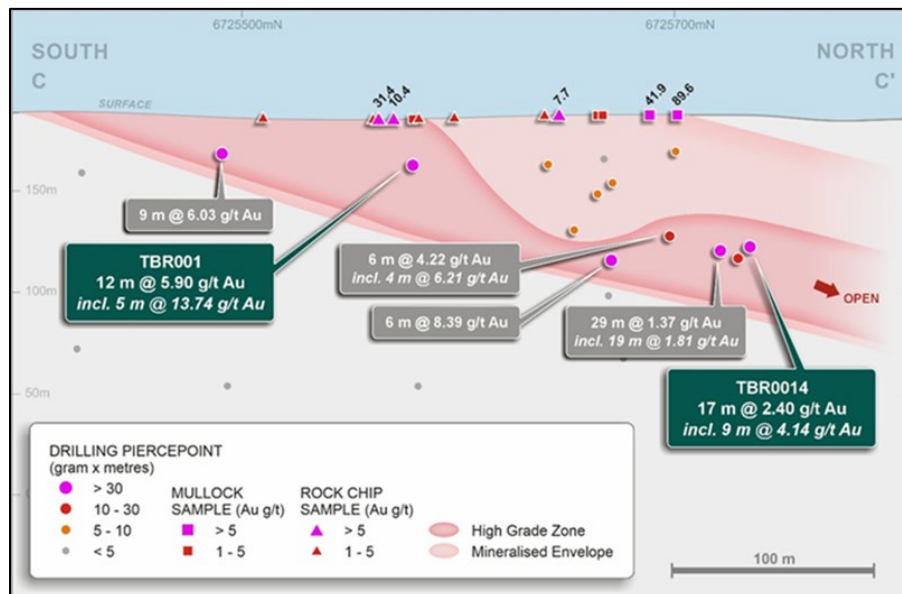 6725500mN
6725700mN
SOUTH
NORTH
C
C'
SURFACE
31.4
10.4
7.7
41.9
89.6
150m
9 m @ 6.03 g/t Au
TBR001
12 m @ 5.90 g/t Au
incl. 5 m @ 13.74 g/t Au
6 m @ 4.22 g/t Au
incl. 4 m @ 6.21 g/t Au
100m
OPEN
6 m @ 8.39 g/t Au
29 m @ 1.37 g/t Au
incl. 19 m @ 1.81 g/t Au
TBR0014
17 m @ 2.40 g/t Au
incl. 9 m @ 4.14 g/t Au
50m
DRILLING PIERCEPOINT
(gram x metres)
> 30
10 - 30
5 - 10
< 5
MULLOCK
SAMPLE (Au g/t)
> 5
1 - 5
ROCK CHIP
SAMPLE (Au g/t)
> 5
1 - 5
High Grade Zone
Mineralised Envelope
100 m